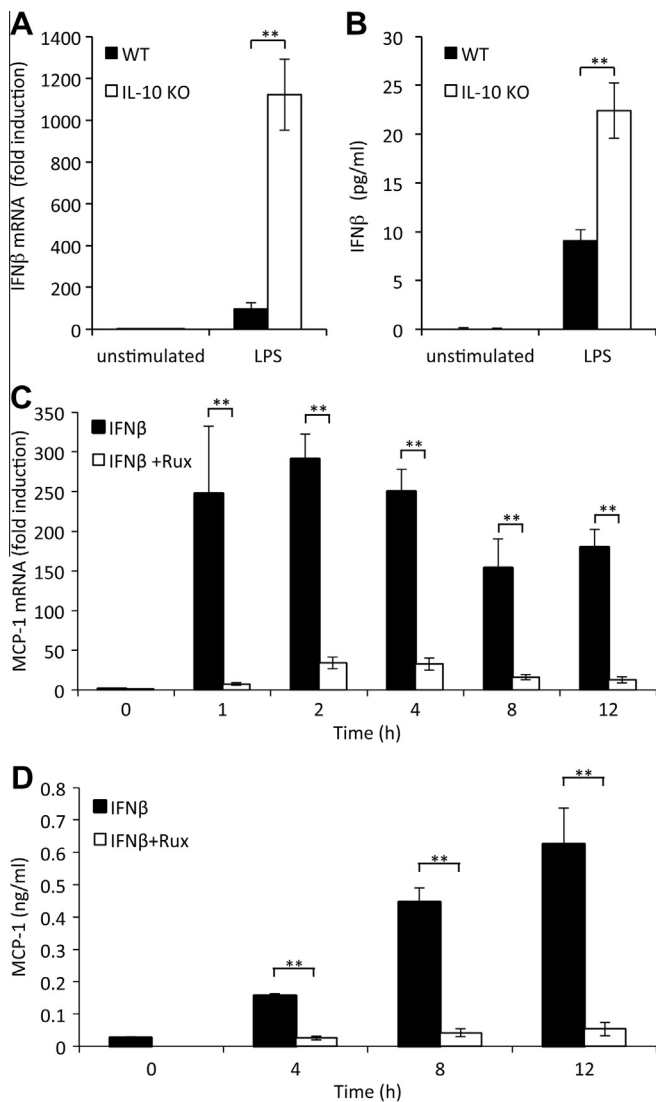 A
IFNβ mRNA (fold induction)
1400
1200
1000
800
600
400
200
0
WT
IL-10 KO
**
unstimulated
LPS
B
IFNβ (pg/ml)
30
25
20
15
10
5
0
WT
IL-10 KO
**
unstimulated
LPS
C
MCP-1 mRNA (fold induction)
350
300
250
200
150
100
50
0
IFNβ
IFNβ +Rux
**
**
**
**
**
0 1 2 4 8 12
Time (h)
D
MCP-1 (ng/ml)
0.8
0.7
0.6
0.5
0.4
0.3
0.2
0.1
0
IFNβ
IFNβ+Rux
**
**
**
0 4 8 12
Time (h)